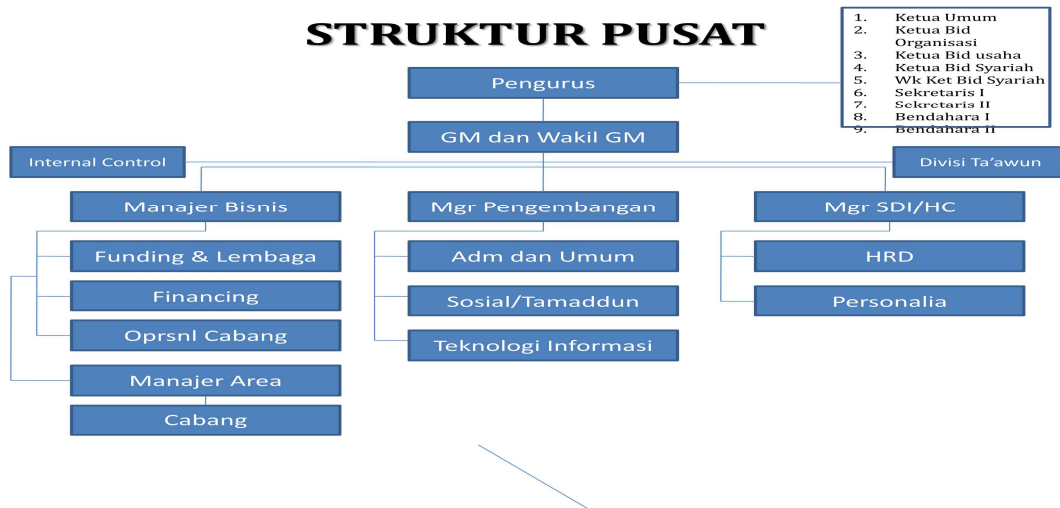 STRUKTUR PUSAT
1. Ketua Umum
2. Ketua Bid
Organisasi
3. Ketua Bid usaha
4. Ketua Bid Syariah
5. Wk Ket Bid Syariah
6. Sekretaris I
7. Sekretaris II
8. Bendahara I
9. Bendahara II
Pengurus
GM dan Wakil GM
Internal Control
Divisi Ta’awun
Manajer Bisnis
Mgr Pengembangan
Mgr SDI/HC
Funding & Lembaga
Adm dan Umum
HRD
Financing
Sosial/Tamaddun
Personalia
Oprsnl Cabang
Teknologi Informasi
Manajer Area
Cabang